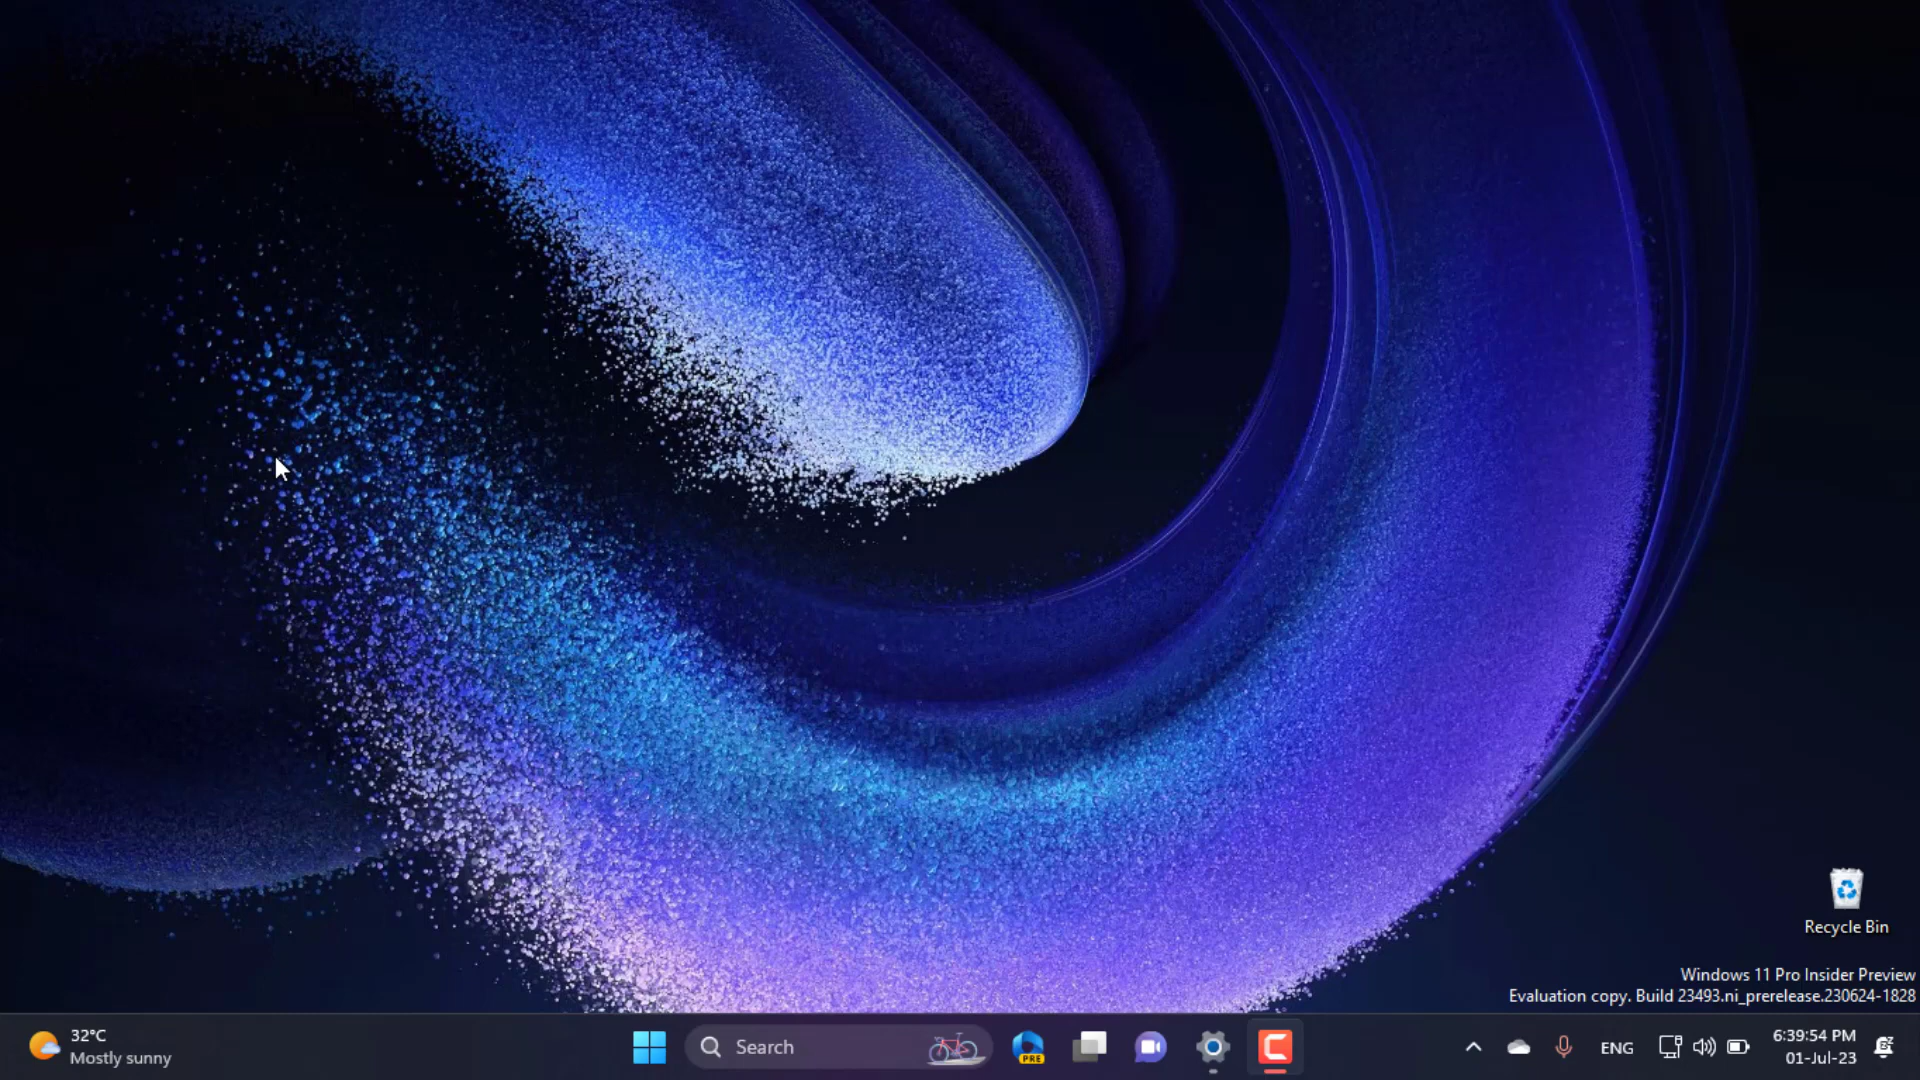 Recycle Bin
Windows 11 Pro Insider Preview
Evaluation copy. Build 23493.ni_prerelease.230624-1828
32°C
Mostly sunny
Search
PRE
ENG
6:39:54 PM
01-Jul-23